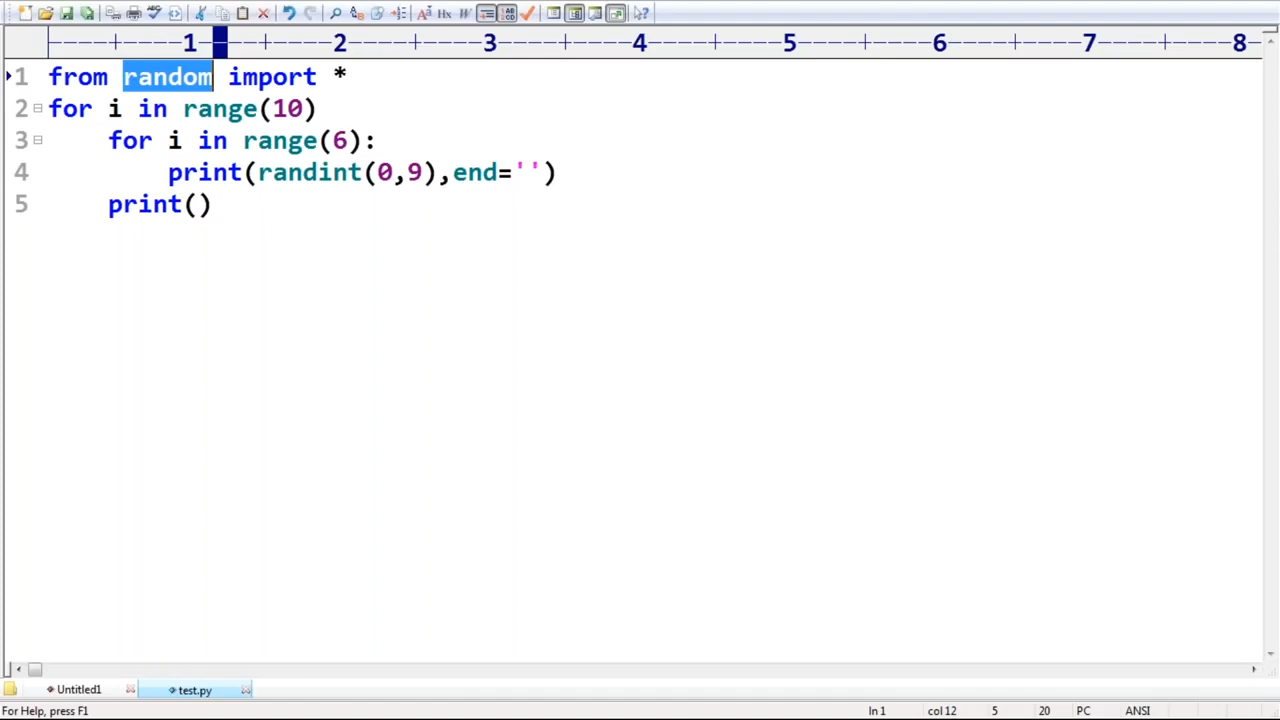 1 2 3 4 5 6 7 8
1 from random import *
2 for i in range(10)
3     for i in range(6):
4         print(randint(0,9),end='')
5     print()
Untitled1 test.py
For Help, press F1 ln 1 col 12 5 20 PC ANSI